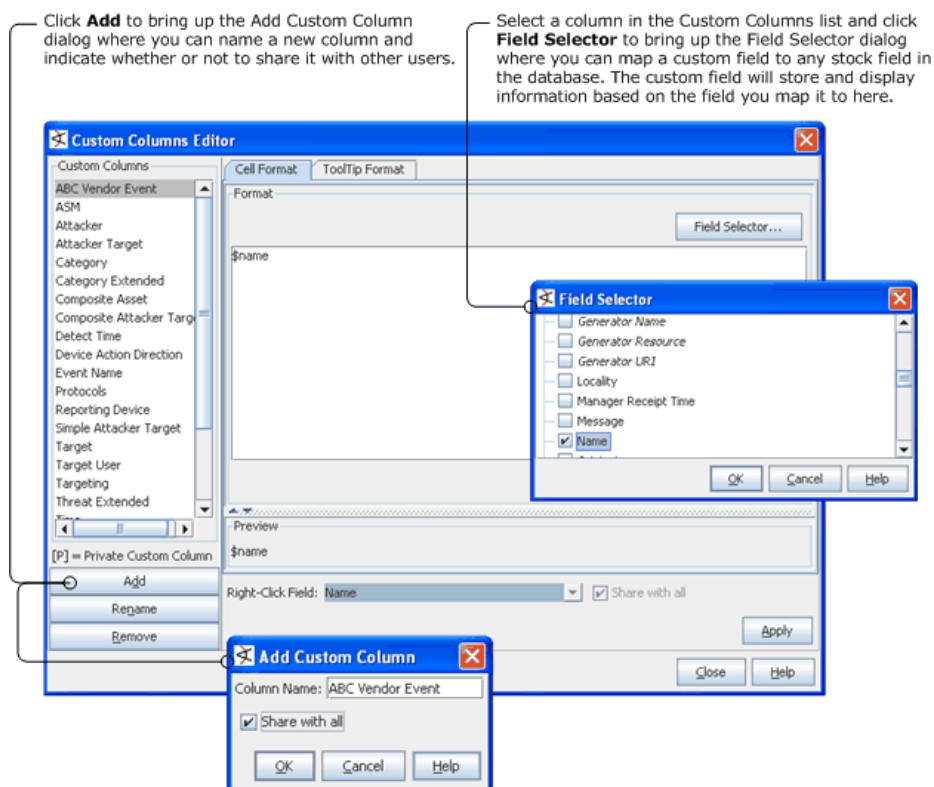 Click Add to bring up the Add Custom Column
dialog where you can name a new column and
indicate whether or not to share it with other users.
Select a column in the Custom Columns list and click
Field Selector to bring up the Field Selector dialog
where you can map a custom field to any stock field in
the database. The custom field will store and display
information based on the field you map it to here.
Custom Columns Editor
Custom Columns
ABC Vendor Event
ASM
Attacker
Attacker Target
Category
Category Extended
Composite Asset
Composite Attacker Targ
Detect Time
Device Action Direction
Event Name
Protocols
Reporting Device
Simple Attacker Target
Target
Target User
Targeting
Threat Extended
Time
[P] = Private Custom Column
Add
Rename
Remove
Cell Format
ToolTip Format
Format
Field Selector...
$name
Field Selector
Generator Name
Generator Resource
Generator URI
Locality
Manager Receipt Time
Message
Name
OK
Cancel
Help
Preview
$name
Right-Click Field: Name
Share with all
Apply
Close
Help
Add Custom Column
Column Name: ABC Vendor Event
Share with all
OK
Cancel
Help